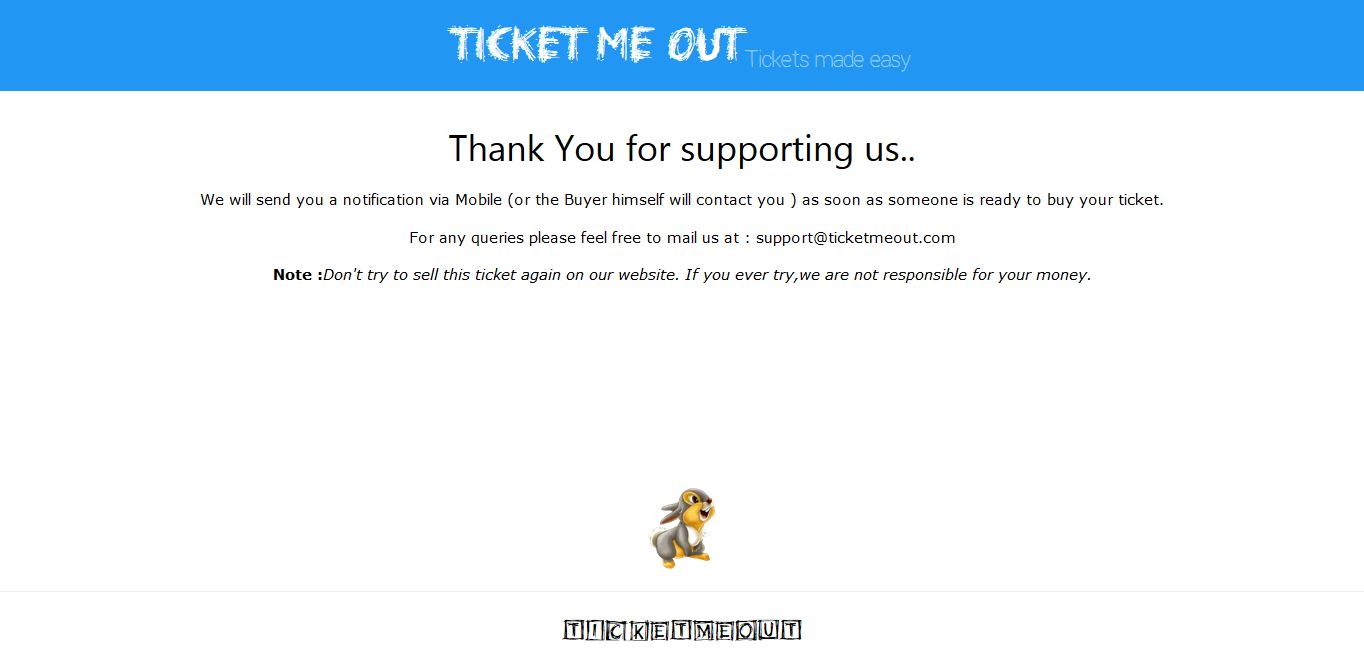 TICKET ME OUT Tickets made easy
Thank You for supporting us..
We will send you a notification via Mobile (or the Buyer himself will contact you ) as soon as someone is ready to buy your ticket.
For any queries please feel free to mail us at : support@ticketmeout.com
Note :Don't try to sell this ticket again on our website. If you ever try,we are not responsible for your money.
TICKETMEOUT